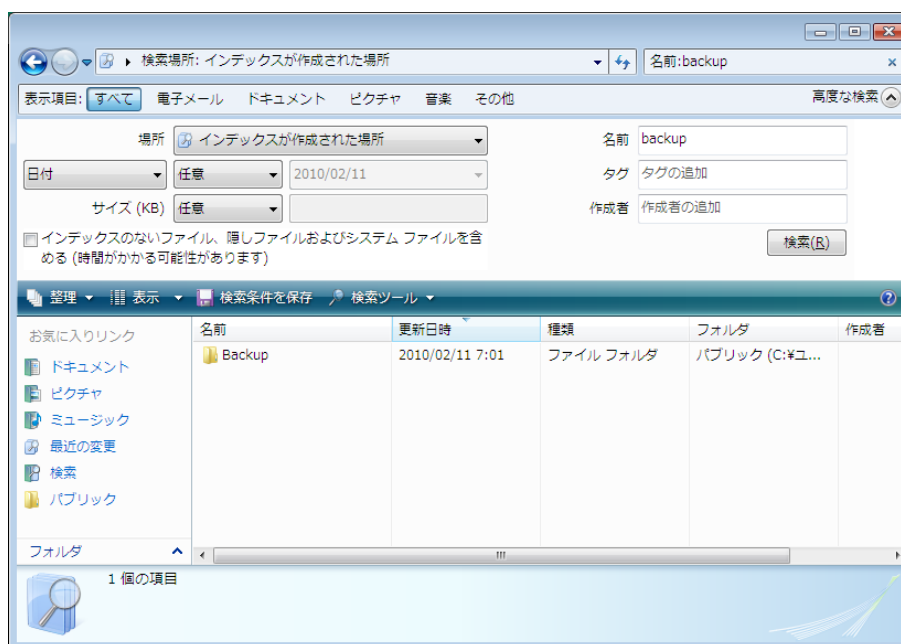 検索場所: インデックスが作成された場所
名前:backup
表示項目: すべて 電子メール ドキュメント ピクチャ 音楽 その他 高度な検索
場所 インデックスが作成された場所 名前 backup
日付 任意 2010/02/11 タグ タグの追加
サイズ (KB) 任意 作成者 作成者の追加
インデックスのないファイル、隠しファイルおよびシステム ファイルを含
める (時間がかかる可能性があります)
検索(R)
整理 表示 検索条件を保存 検索ツール
お気に入りリンク
ドキュメント
ピクチャ
ミュージック
最近の変更
検索
パブリック
フォルダ
名前 更新日時 種類 フォルダ 作成者
Backup 2010/02/11 7:01 ファイル フォルダ パブリック (C:¥ユ...
1 個の項目